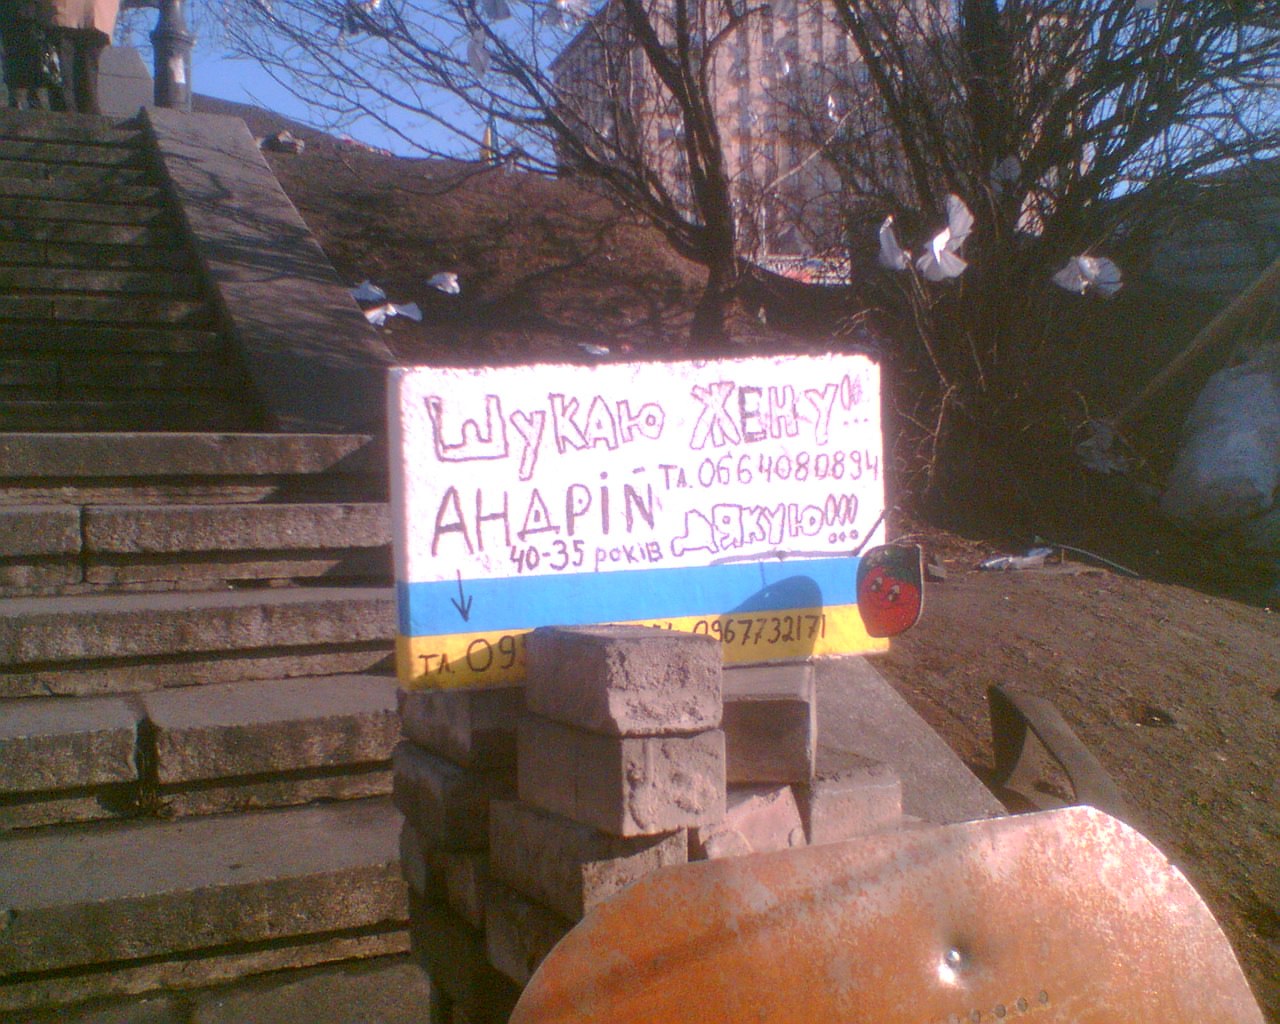 Шукаю ЖЕНУ!!!
АНДРІЙ Тл. 0664080894
40-35 років Дякую!!!
тл. 09 0967732171